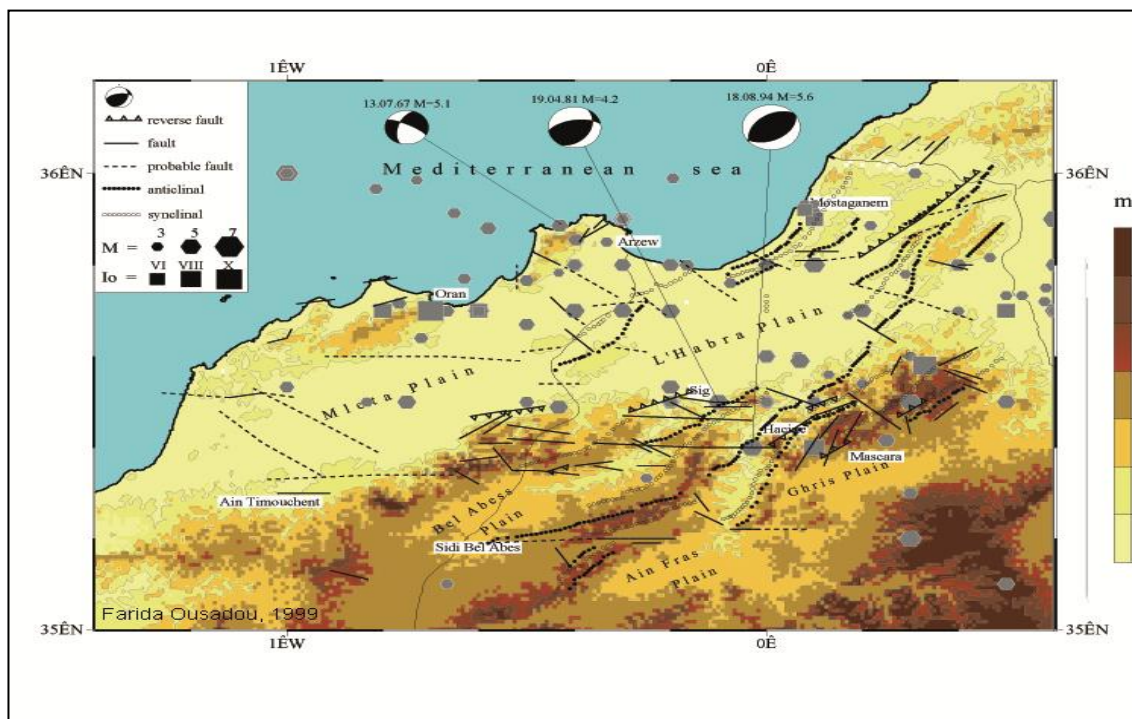 1ÊW
0Ê
13.07.67 M=5.1
19.04.81 M=4.2
18.08.94 M=5.6
reverse fault
fault
probable fault
anticlinal
synclinal
3 5 7
M =
VI VIII X
Io =
36ÊN
36ÊN
Mediterranean sea
m
Mostaganem
Arzew
Oran
L'Habra Plain
Mleta Plain
Sig
Mascara
Ghris Plain
Ain Timouchent
Bel Abess
Plain
Sidi Bel Abes
Ain Fras
Plain
Farida Ousadou, 1999
35ÊN
35ÊN
1ÊW
0Ê